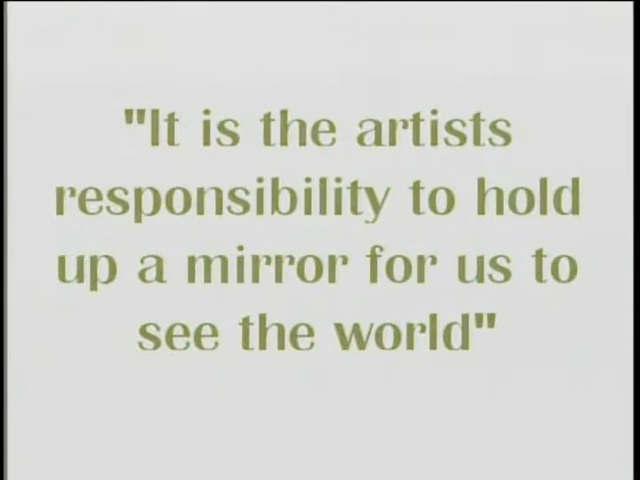 "It is the artists
responsibility to hold
up a mirror for us to
see the world"